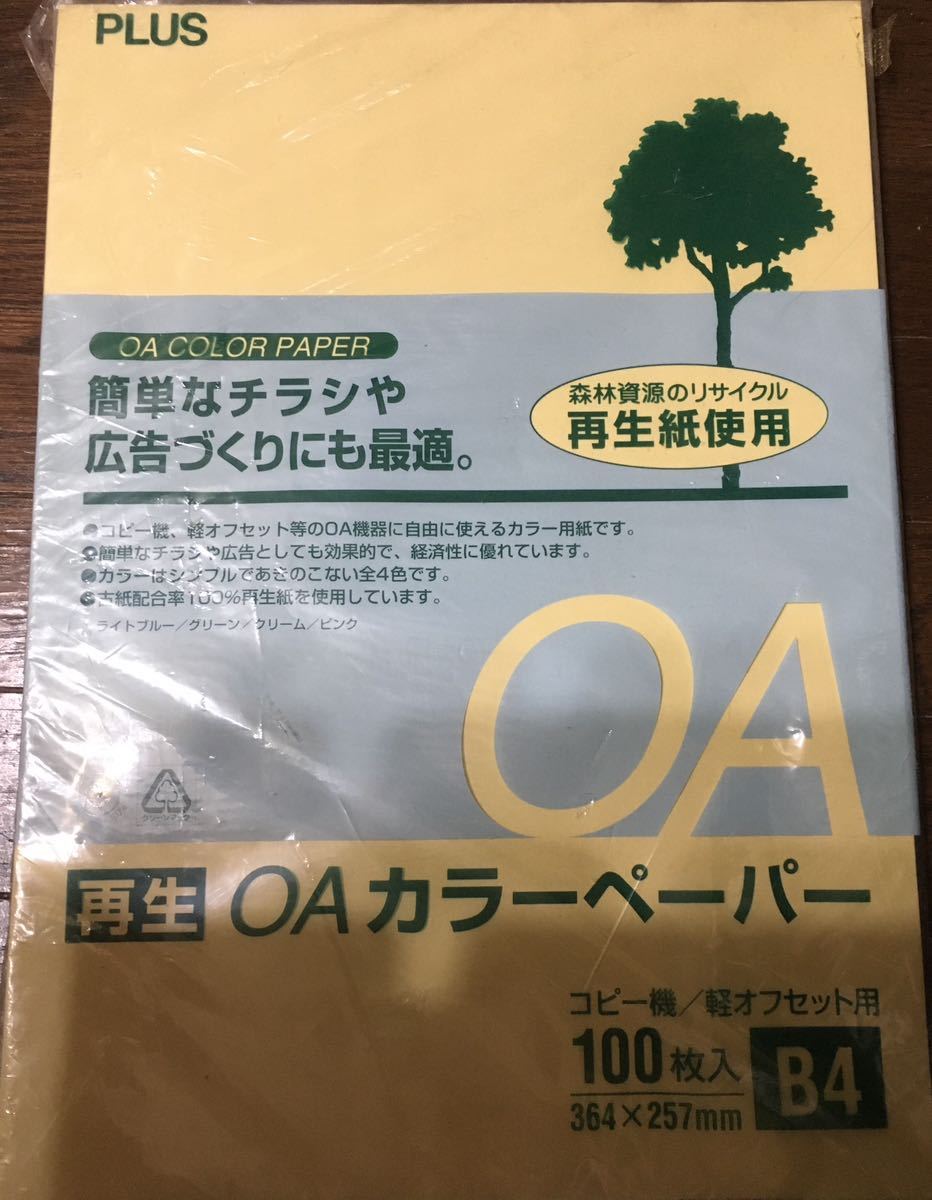 PLUS
OA COLOR PAPER
簡単なチラシや
広告づくりにも最適。
森林資源のリサイクル
再生紙使用
●コピー機、軽オフセット等のOA機器に自由に使えるカラー用紙です。
●簡単なチラシや広告としても効果的で、経済性に優れています。
●カラーはシンプルであきのこない全4色です。
●古紙配合率100%再生紙を使用しています。
ライトブルー/グリーン/クリーム/ピンク
OA
グリーンマーク
再生 OAカラーペーパー
コピー機/軽オフセット用
100枚入
364×257mm
B4